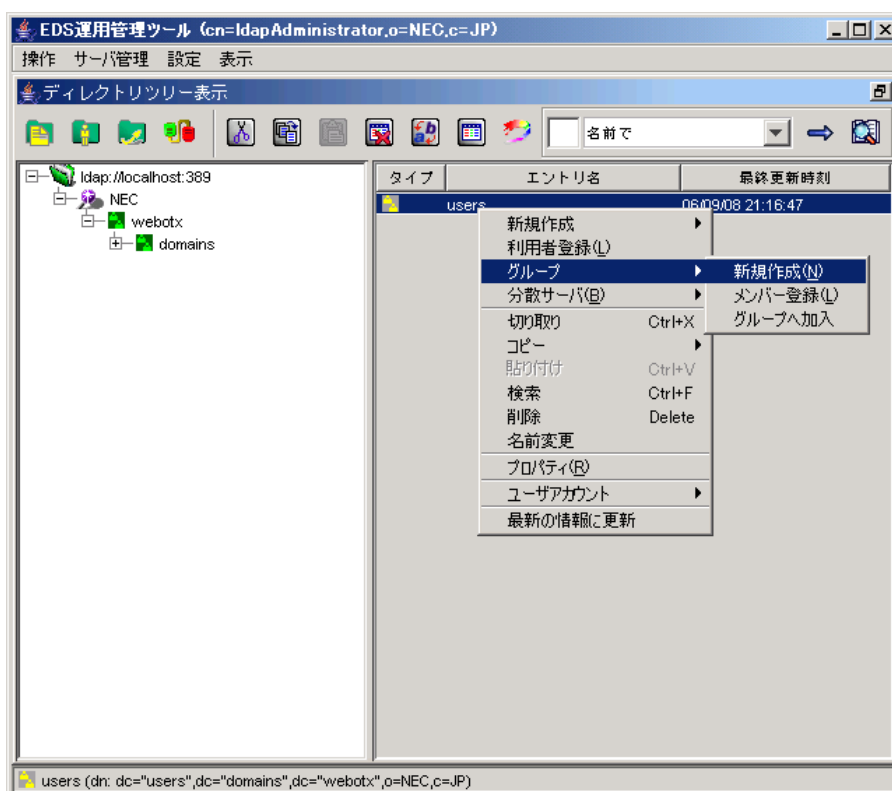 EDS運用管理ツール (cn=ldapAdministrator,o=NEC,c=JP)
操作 サーバ管理 設定 表示
ディレクトリツリー表示
名前で
ldap://localhost:389
NEC
webotx
domains
タイプ エントリ名 最終更新時刻
users 06/09/08 21:16:47
新規作成
利用者登録(L)
グループ
分散サーバ(B)
切り取り Ctrl+X
コピー
貼り付け Ctrl+V
検索 Ctrl+F
削除 Delete
名前変更
プロパティ(R)
ユーザアカウント
最新の情報に更新
新規作成(N)
メンバー登録(L)
グループへ加入
users (dn: dc="users",dc="domains",dc="webotx",o=NEC,c=JP)